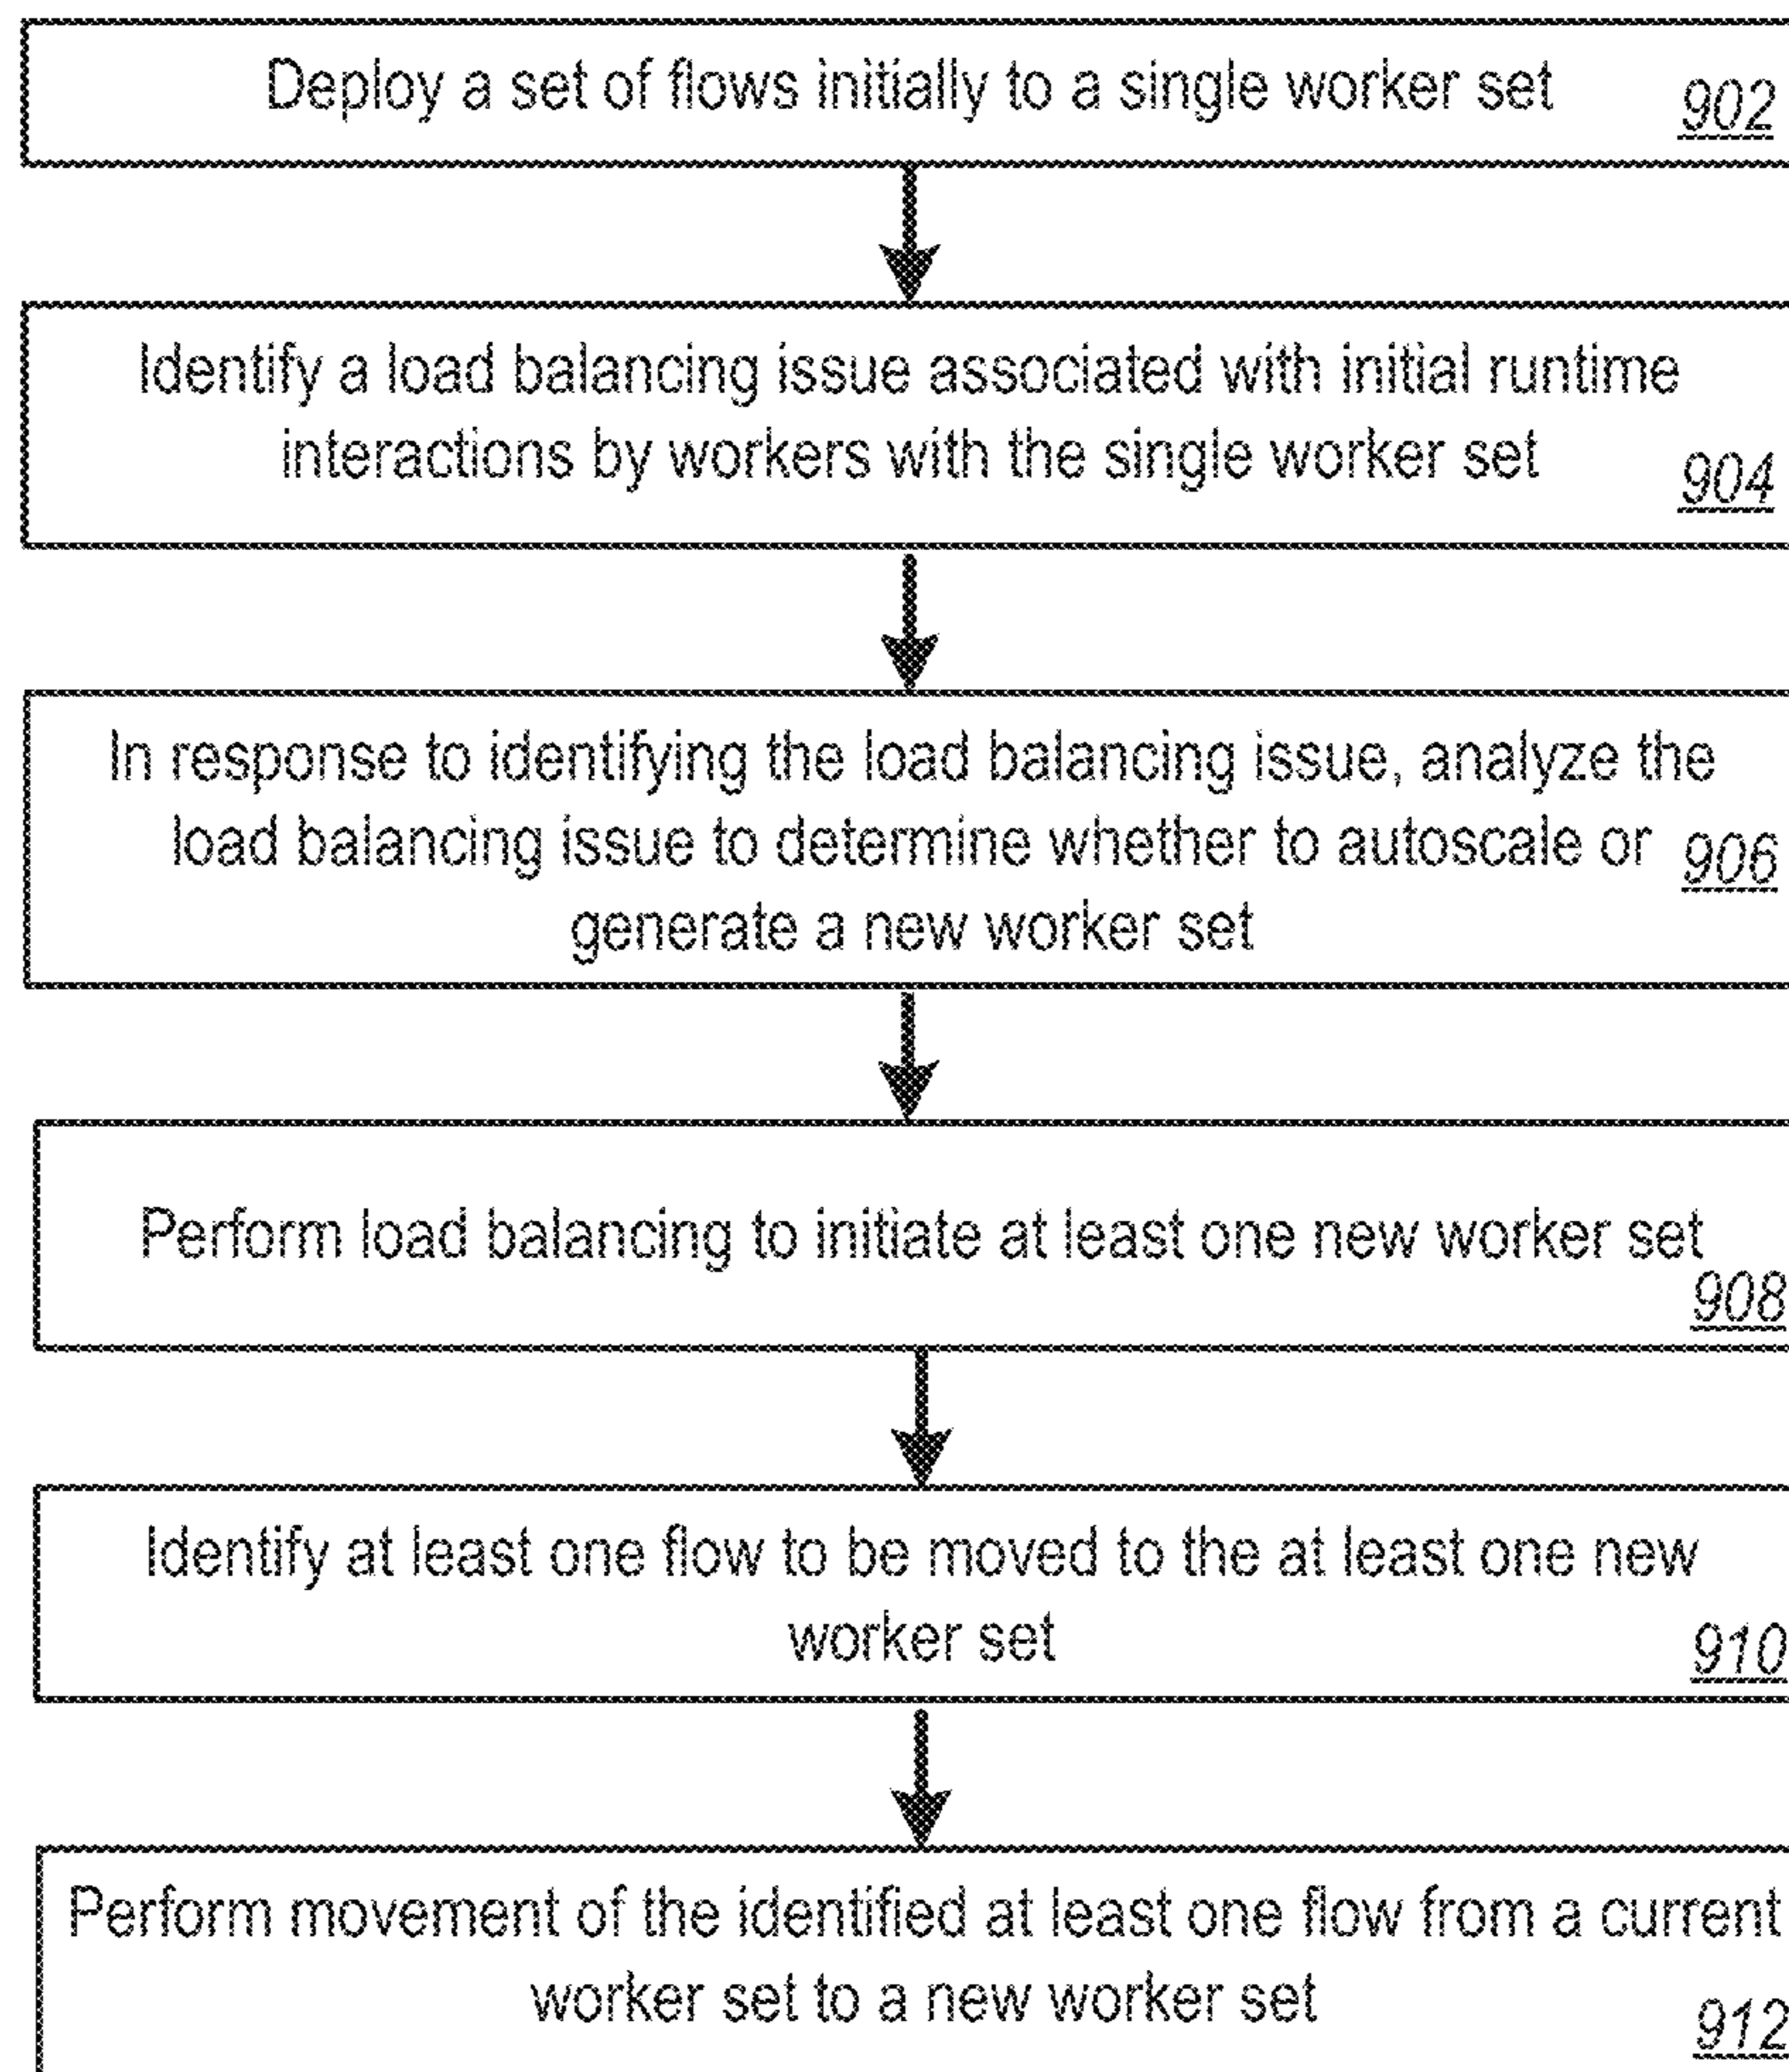 Deploy a set of flows initially to a single worker set
902
Identify a load balancing issue associated with initial runtime
interactions by workers with the single worker set
904
In response to identifying the load balancing issue, analyze the
load balancing issue to determine whether to autoscale or
906
generate a new worker set
Perform load balancing to initiate at least one new worker set
908
Identify at least one flow to be moved to the at least one new
worker set
910
Perform movement of the identified at least one flow from a current
worker set to a new worker set
912